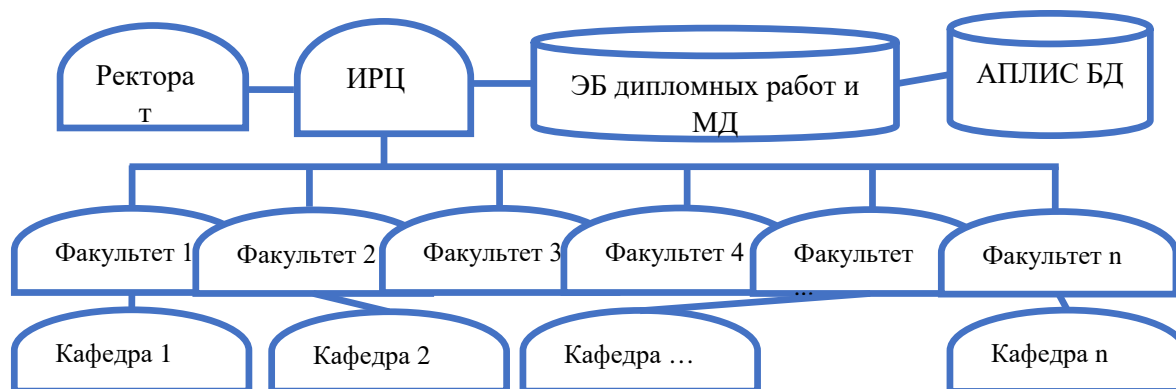 Ректора
т
ИРЦ
ЭБ дипломных работ и
МД
АПЛИС БД
Факультет 1
Факультет 2
Факультет 3
Факультет 4
Факультет
...
Факультет n
Кафедра 1
Кафедра 2
Кафедра …
Кафедра n